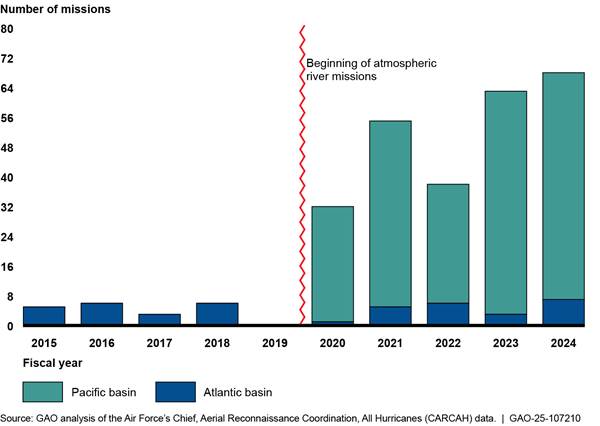 Number of missions
80
72
64
56
48
40
32
24
16
8
0
Beginning of atmospheric
river missions
2015 2016 2017 2018 2019 2020 2021 2022 2023 2024
Fiscal year
Pacific basin Atlantic basin
Source: GAO analysis of the Air Force's Chief, Aerial Reconnaissance Coordination, All Hurricanes (CARCAH) data. | GAO-25-107210